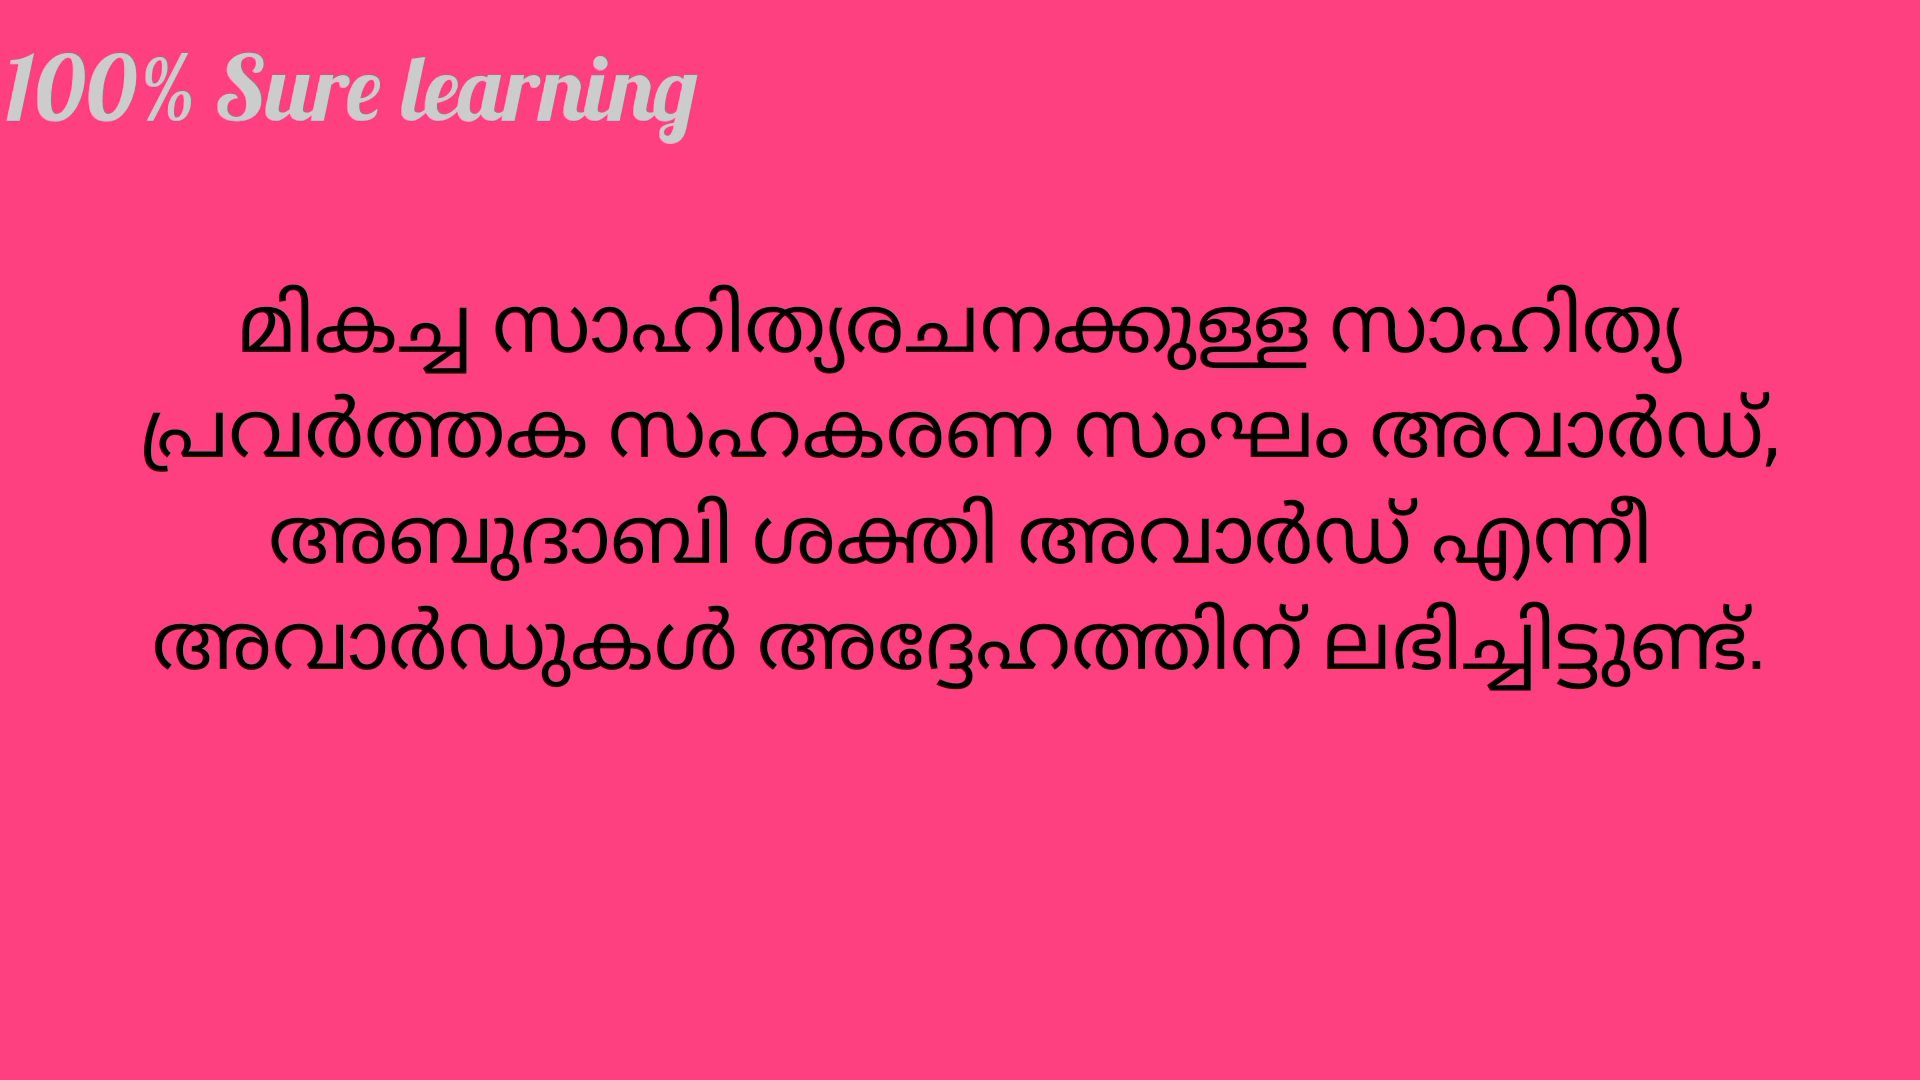 100% Sure learning
മികച്ച സാഹിത്യരചനക്കുള്ള സാഹിത്യ
പ്രവർത്തക സഹകരണ സംഘം അവാർഡ്,
അബുദാബി ശക്തി അവാർഡ് എന്നീ
അവാർഡുകൾ അദ്ദേഹത്തിന് ലഭിച്ചിട്ടുണ്ട്.